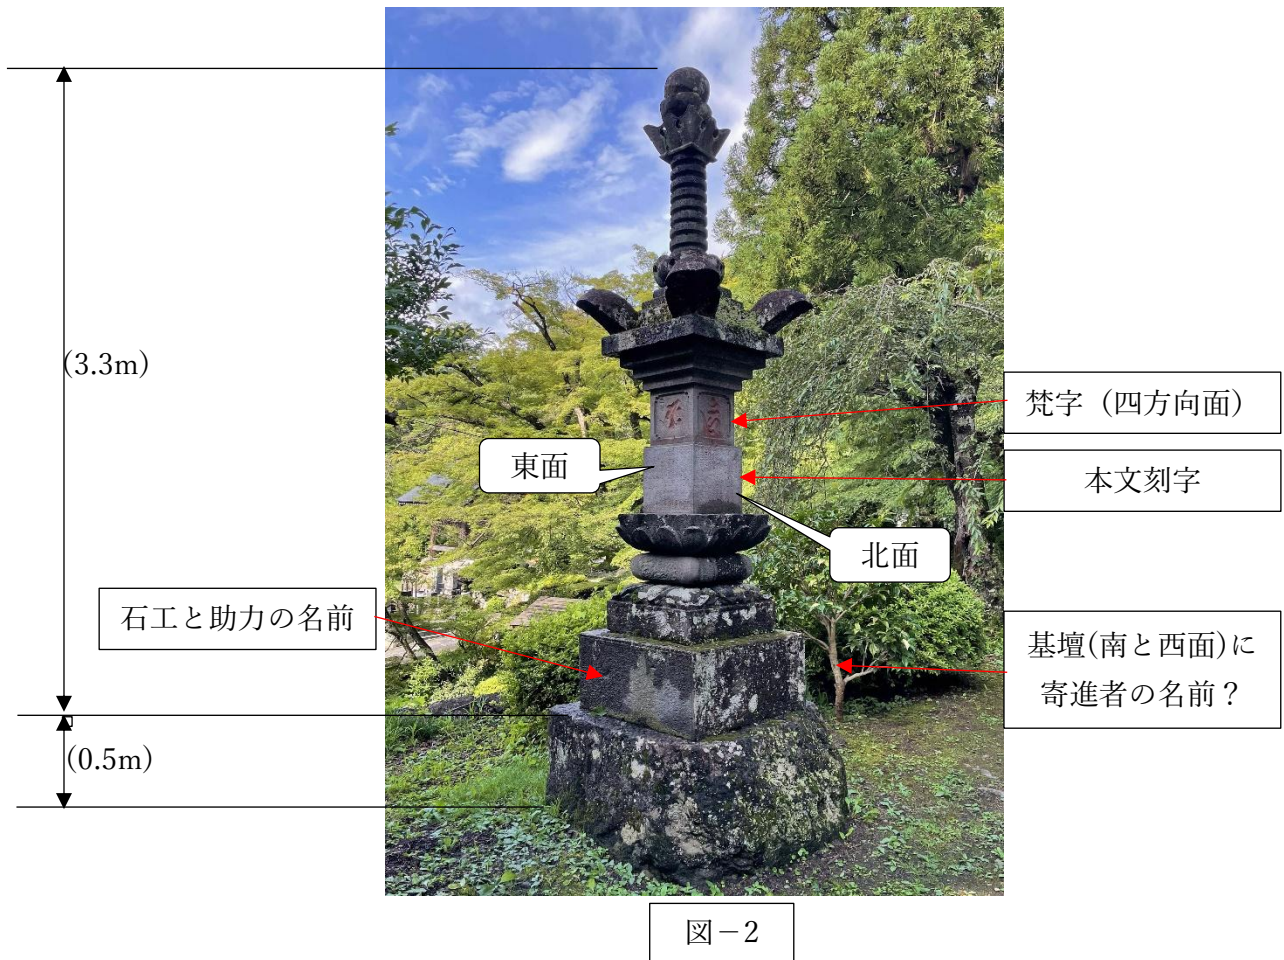 (3.3m)
梵字（四方向面）
東面
本文刻字
北面
石工と助力の名前
基壇(南と西面)に
寄進者の名前？
(0.5m)
図－2